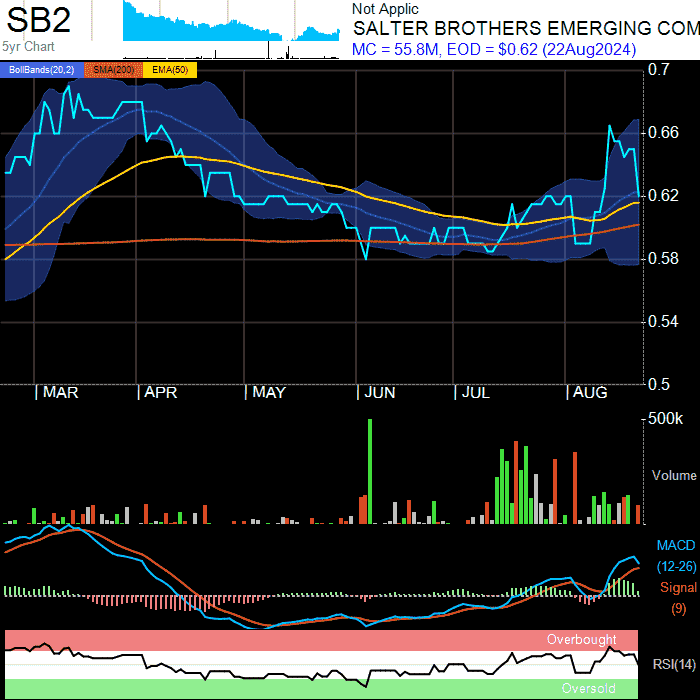 SB2
5yr Chart
Not Applic
SALTER BROTHERS EMERGING COM
MC = 55.8M, EOD = $0.62 (22Aug2024)
BollBands(20,2) SMA(200) EMA(50)
0.7
0.66
0.62
0.58
0.54
0.5
MAR APR MAY JUN JUL AUG
500k
Volume
MACD
(12-26)
Signal
(9)
Overbought
RSI(14)
Oversold